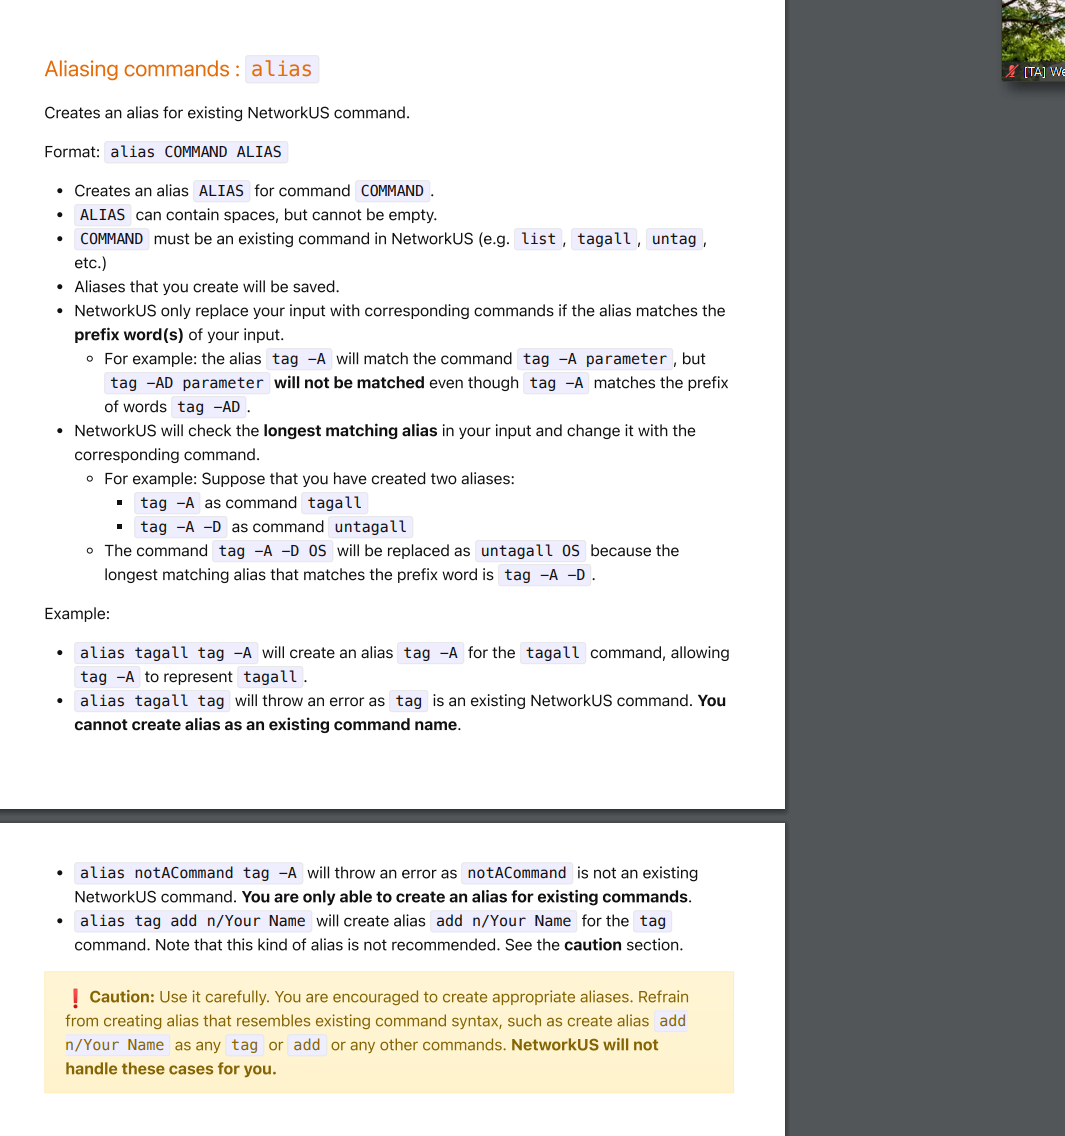 Aliasing commands : alias
[TA] We
Creates an alias for existing NetworkUS command.
Format: alias COMMAND ALIAS
• Creates an alias ALIAS for command COMMAND .
• ALIAS can contain spaces, but cannot be empty.
• COMMAND must be an existing command in NetworkUS (e.g. list , tagall , untag ,
etc.)
• Aliases that you create will be saved.
• NetworkUS only replace your input with corresponding commands if the alias matches the
prefix word(s) of your input.
◦ For example: the alias tag -A will match the command tag -A parameter , but
tag -AD parameter will not be matched even though tag -A matches the prefix
of words tag -AD .
• NetworkUS will check the longest matching alias in your input and change it with the
corresponding command.
◦ For example: Suppose that you have created two aliases:
▪ tag -A as command tagall
▪ tag -A -D as command untagall
◦ The command tag -A -D OS will be replaced as untagall OS because the
longest matching alias that matches the prefix word is tag -A -D .
Example:
• alias tagall tag -A will create an alias tag -A for the tagall command, allowing
tag -A to represent tagall .
• alias tagall tag will throw an error as tag is an existing NetworkUS command. You
cannot create alias as an existing command name.
• alias notACommand tag -A will throw an error as notACommand is not an existing
NetworkUS command. You are only able to create an alias for existing commands.
• alias tag add n/Your Name will create alias add n/Your Name for the tag
command. Note that this kind of alias is not recommended. See the caution section.
❗ Caution: Use it carefully. You are encouraged to create appropriate aliases. Refrain
from creating alias that resembles existing command syntax, such as create alias add
n/Your Name as any tag or add or any other commands. NetworkUS will not
handle these cases for you.